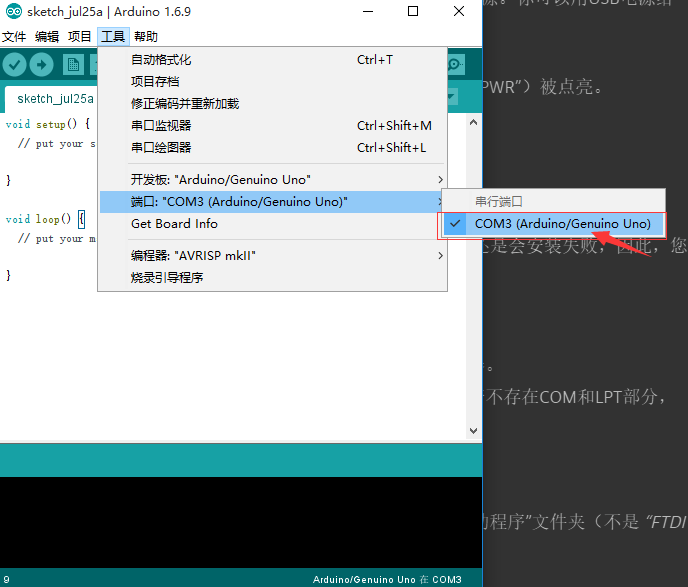 sketch_jul25a | Arduino 1.6.9
文件 编辑 项目 工具 帮助
源。你可以用USB电源给
自动格式化 Ctrl+T
项目存档
PWR”）被点亮。
sketch_jul25a
修正编码并重新加载
void setup() {
串口监视器 Ctrl+Shift+M
// put your s
串口绘图器 Ctrl+Shift+L
}
开发板: "Arduino/Genuino Uno"
端口: "COM3 (Arduino/Genuino Uno)"
串行端口
void loop() {
Get Board Info
COM3 (Arduino/Genuino Uno)
// put your m
是会安装失败，因此，您
编程器: "AVRISP mkII"
}
烧录引导程序
。
不存在COM和LPT部分，
动程序”文件夹（不是 “FTDI
9
Arduino/Genuino Uno 在 COM3